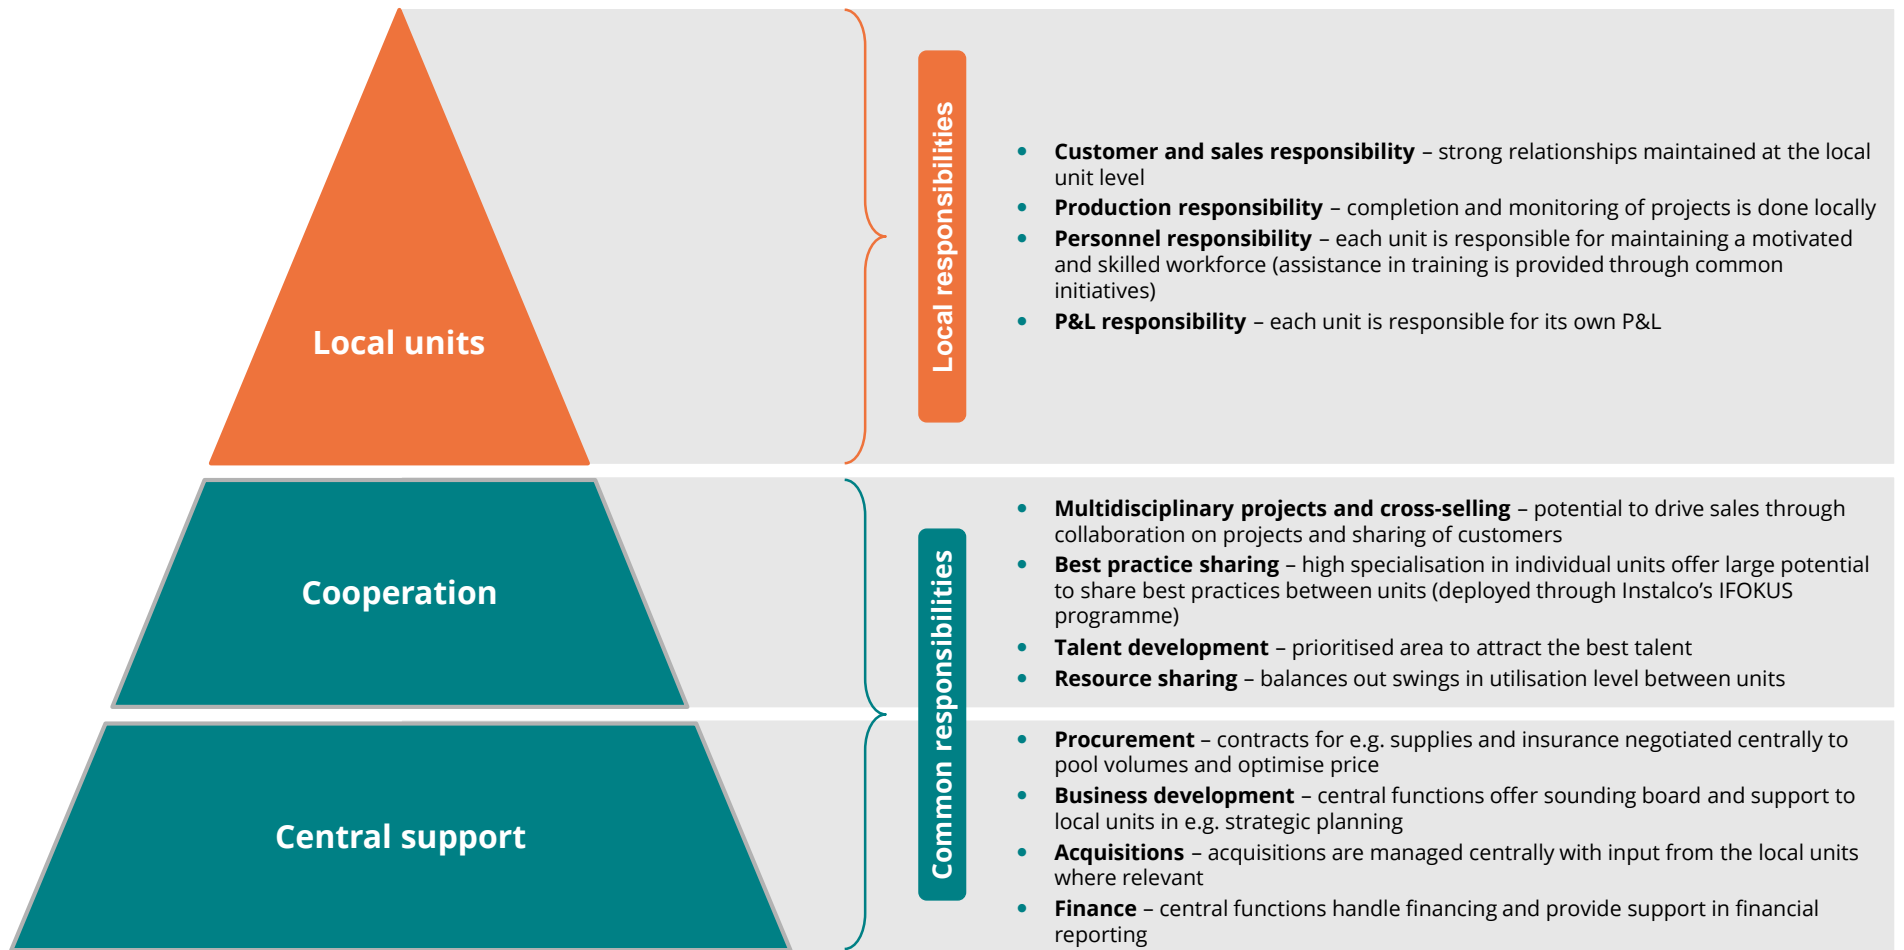 Local units
Local responsibilities
• Customer and sales responsibility – strong relationships maintained at the local
unit level
• Production responsibility – completion and monitoring of projects is done locally
• Personnel responsibility – each unit is responsible for maintaining a motivated
and skilled workforce (assistance in training is provided through common
initiatives)
• P&L responsibility – each unit is responsible for its own P&L
Cooperation
Common responsibilities
• Multidisciplinary projects and cross-selling – potential to drive sales through
collaboration on projects and sharing of customers
• Best practice sharing – high specialisation in individual units offer large potential
to share best practices between units (deployed through Instalco’s IFOKUS
programme)
• Talent development – prioritised area to attract the best talent
• Resource sharing – balances out swings in utilisation level between units
Central support
• Procurement – contracts for e.g. supplies and insurance negotiated centrally to
pool volumes and optimise price
• Business development – central functions offer sounding board and support to
local units in e.g. strategic planning
• Acquisitions – acquisitions are managed centrally with input from the local units
where relevant
• Finance – central functions handle financing and provide support in financial
reporting